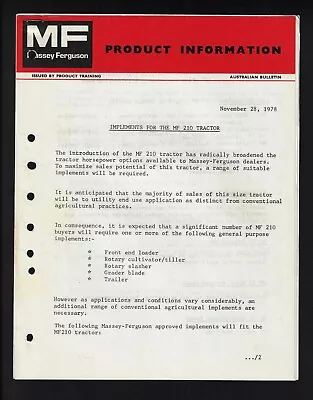 MF
Massey Ferguson
PRODUCT INFORMATION
ISSUED BY PRODUCT TRAINING
AUSTRALIAN BULLETIN
November 28, 1978
IMPLEMENTS FOR THE MF 210 TRACTOR
The introduction of the MF 210 tractor has radically broadened the
tractor horsepower options available to Massey-Ferguson dealers.
To maximize sales potential of this tractor, a range of suitable
implements will be required.
It is anticipated that the majority of sales of this size tractor
will be to utility end use application as distinct from conventional
agricultural practices.
In consequence, it is expected that a significant number of MF 210
buyers will require one or more of the following general purpose
implements:-
* Front end loader
* Rotary cultivator/tiller
* Rotary slasher
* Grader blade
* Trailer
However as applications and conditions vary considerably, an
additional range of conventional agricultural implements are
necessary.
The following Massey-Ferguson approved implements will fit the
MF210 tractor:
.../2